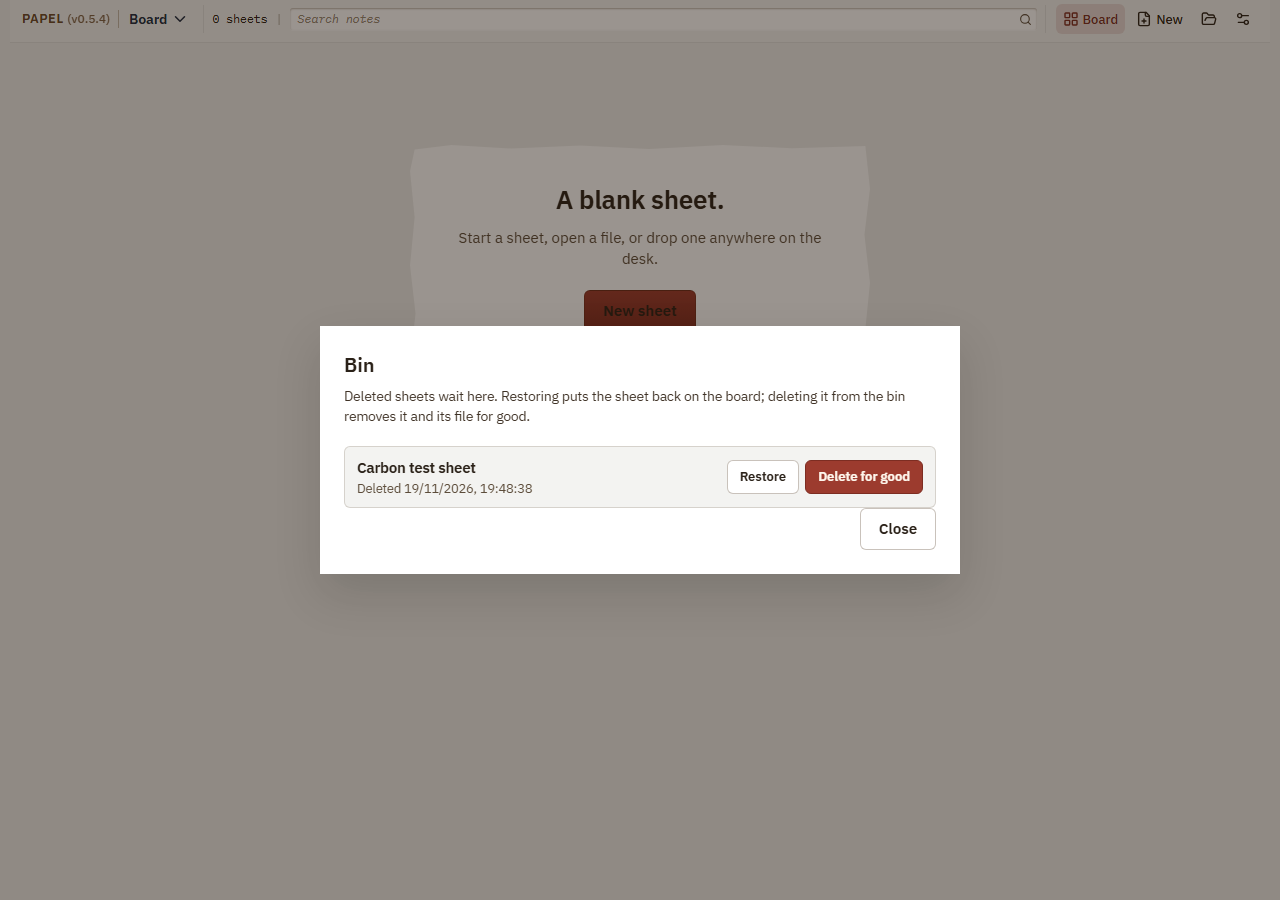 PAPEL (v0.5.4) Board 0 sheets | Search notes Board New
A blank sheet.
Start a sheet, open a file, or drop one anywhere on the
desk.
New sheet
Bin
Deleted sheets wait here. Restoring puts the sheet back on the board; deleting it from the bin
removes it and its file for good.
Carbon test sheet
Deleted 19/11/2026, 19:48:38
Restore Delete for good
Close